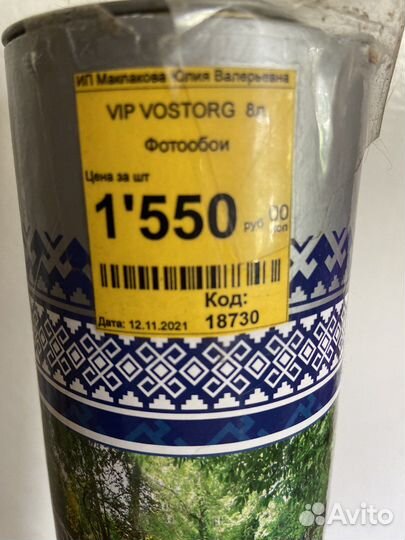 ИП Маклакова Юлия Валерьевна
VIP VOSTORG 8л
Фотообои
Цена за шт
1'550 руб 00 коп
Код:
Дата: 12.11.2021 18730
Avito